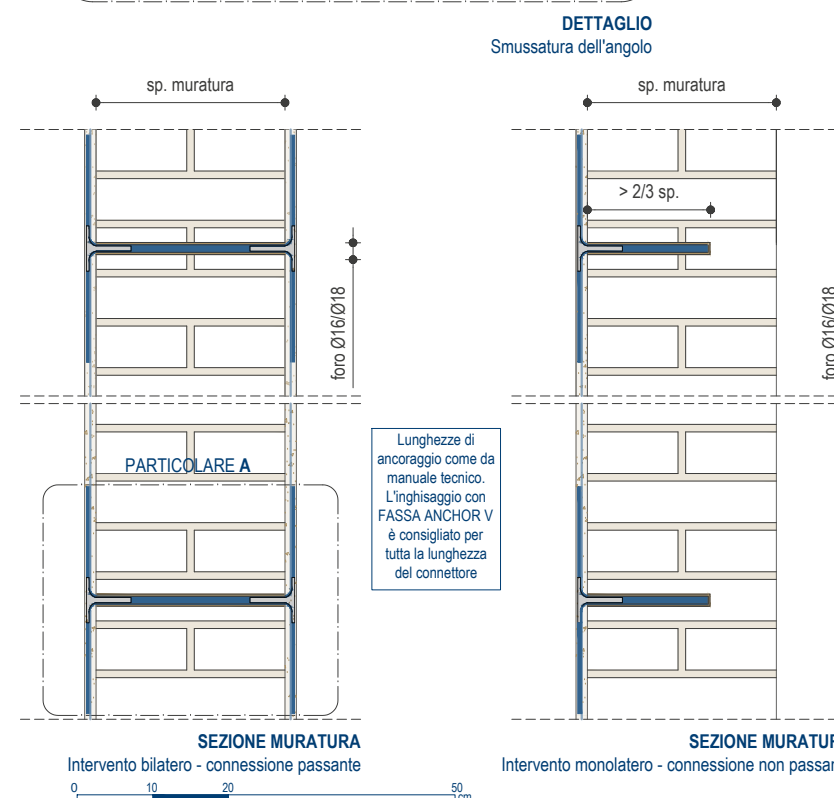 DETTAGLIO
Smussatura dell'angolo
sp. muratura
foro Ø16/Ø18
PARTICOLARE A
SEZIONE MURATURA
Intervento bilatero - connessione passante
0 10 20 50
cm
Lunghezze di
ancoraggio come da
manuale tecnico.
L'inghisaggio con
FASSA ANCHOR V
è consigliato per
tutta la lunghezza
del connettore
sp. muratura
> 2/3 sp.
foro Ø16/Ø18
SEZIONE MURATUR
Intervento monolatero - connessione non passan